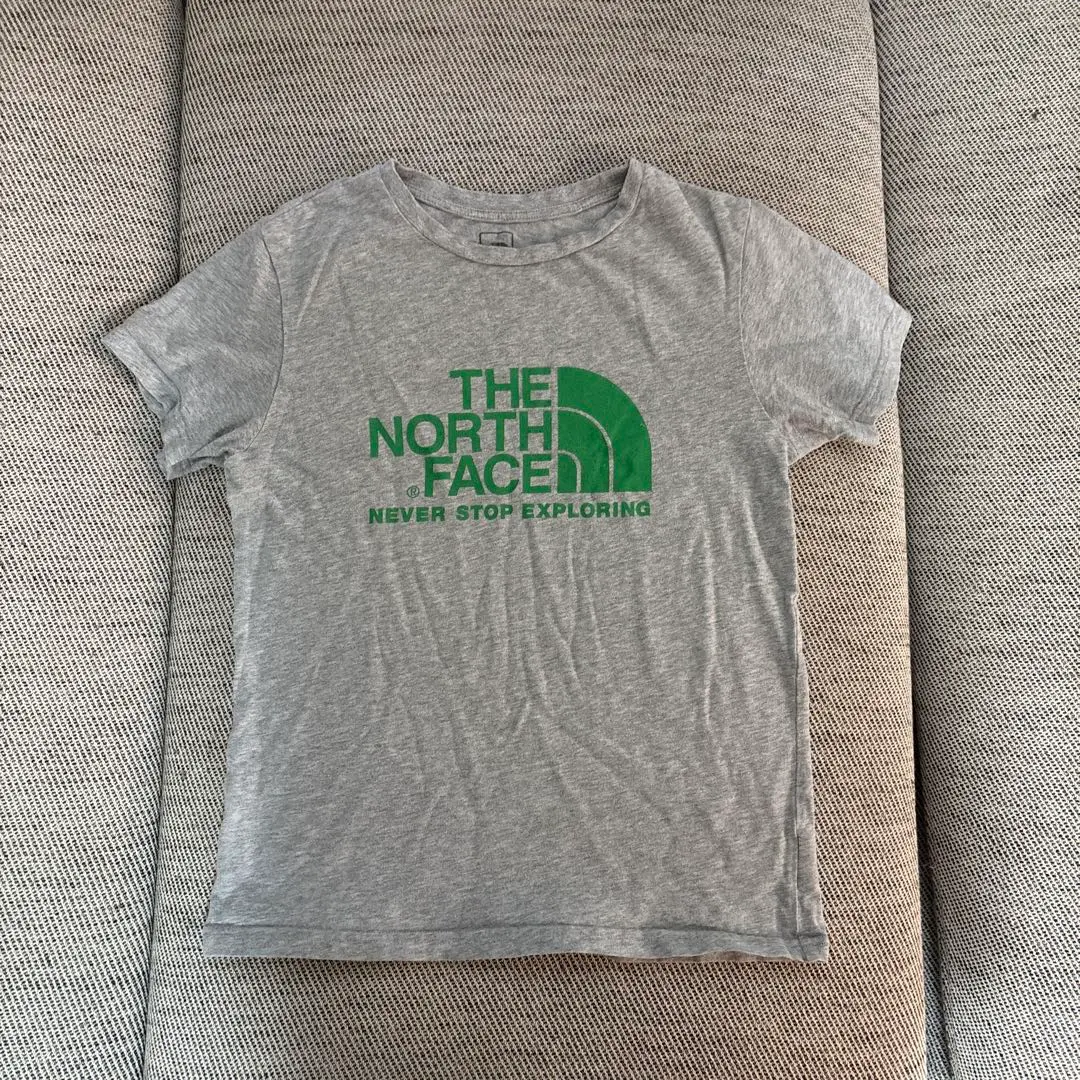 THE
NORTH
FACE
®
NEVER STOP EXPLORING